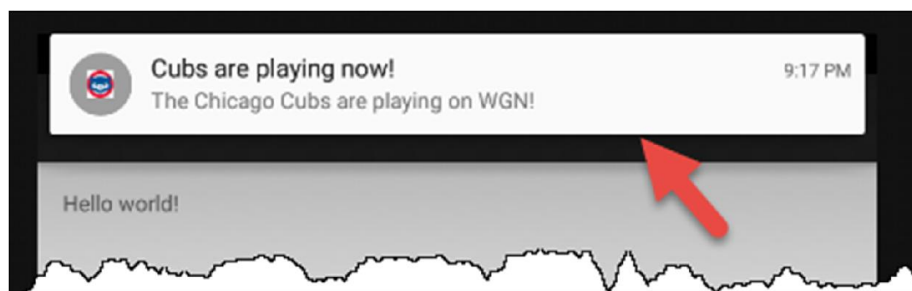 Cubs are playing now!
9:17 PM
The Chicago Cubs are playing on WGN!
Hello world!